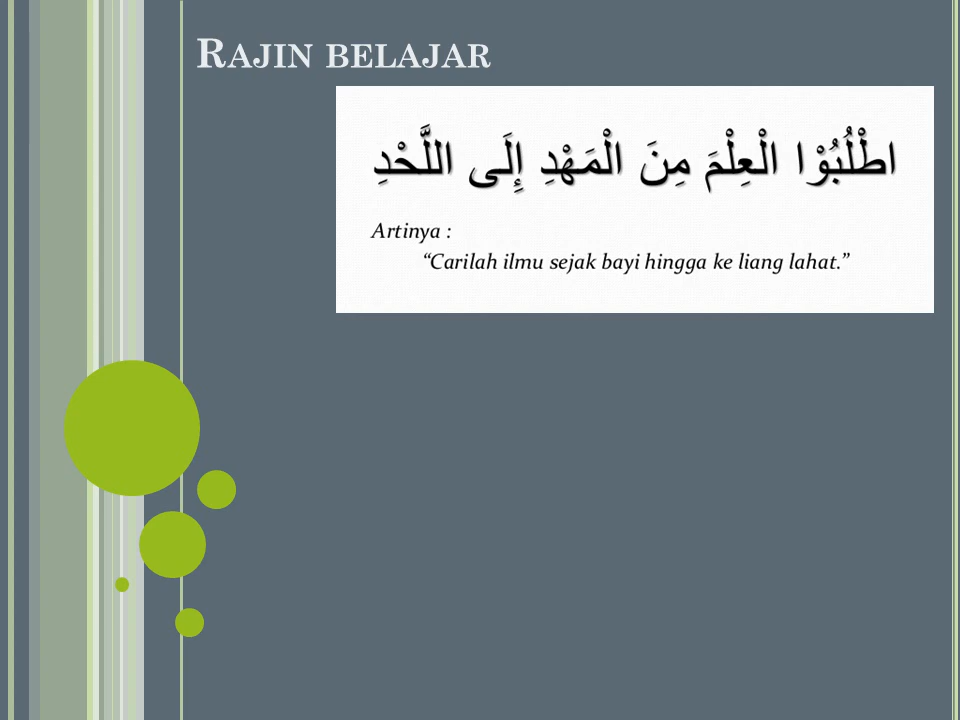 Rajin belajar
اطْلُبُوْا الْعِلْمَ مِنَ الْمَهْدِ إِلَى اللَّحْدِ
Artinya :
“Carilah ilmu sejak bayi hingga ke liang lahat.”